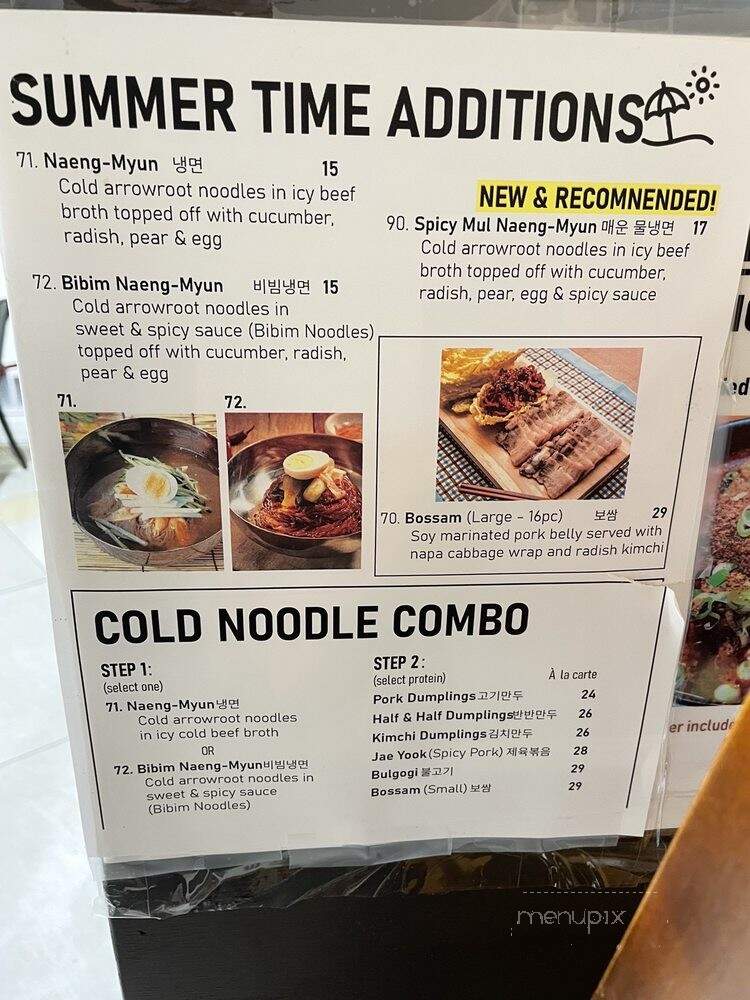 SUMMER TIME ADDITIONS
71. Naeng-Myun 냉면 15
Cold arrowroot noodles in icy beef
broth topped off with cucumber,
radish, pear & egg
72. Bibim Naeng-Myun 비빔냉면 15
Cold arrowroot noodles in
sweet & spicy sauce (Bibim Noodles)
topped off with cucumber, radish,
pear & egg
NEW & RECOMNENDED!
90. Spicy Mul Naeng-Myun 매운 물냉면 17
Cold arrowroot noodles in icy beef
broth topped off with cucumber,
radish, pear, egg & spicy sauce
71.
72.
70. Bossam (Large - 16pc) 보쌈 29
Soy marinated pork belly served with
napa cabbage wrap and radish kimchi
COLD NOODLE COMBO
STEP 1:
(select one)
71. Naeng-Myun냉면
Cold arrowroot noodles
in icy cold beef broth
OR
72. Bibim Naeng-Myun비빔냉면
Cold arrowroot noodles in
sweet & spicy sauce
(Bibim Noodles)
STEP 2:
(select protein)
À la carte
Pork Dumplings고기만두 24
Half & Half Dumplings반반만두 26
Kimchi Dumplings김치만두 26
Jae Yook(Spicy Pork) 제육볶음 28
Bulgogi 불고기 29
Bossam (Small) 보쌈 29
menupix